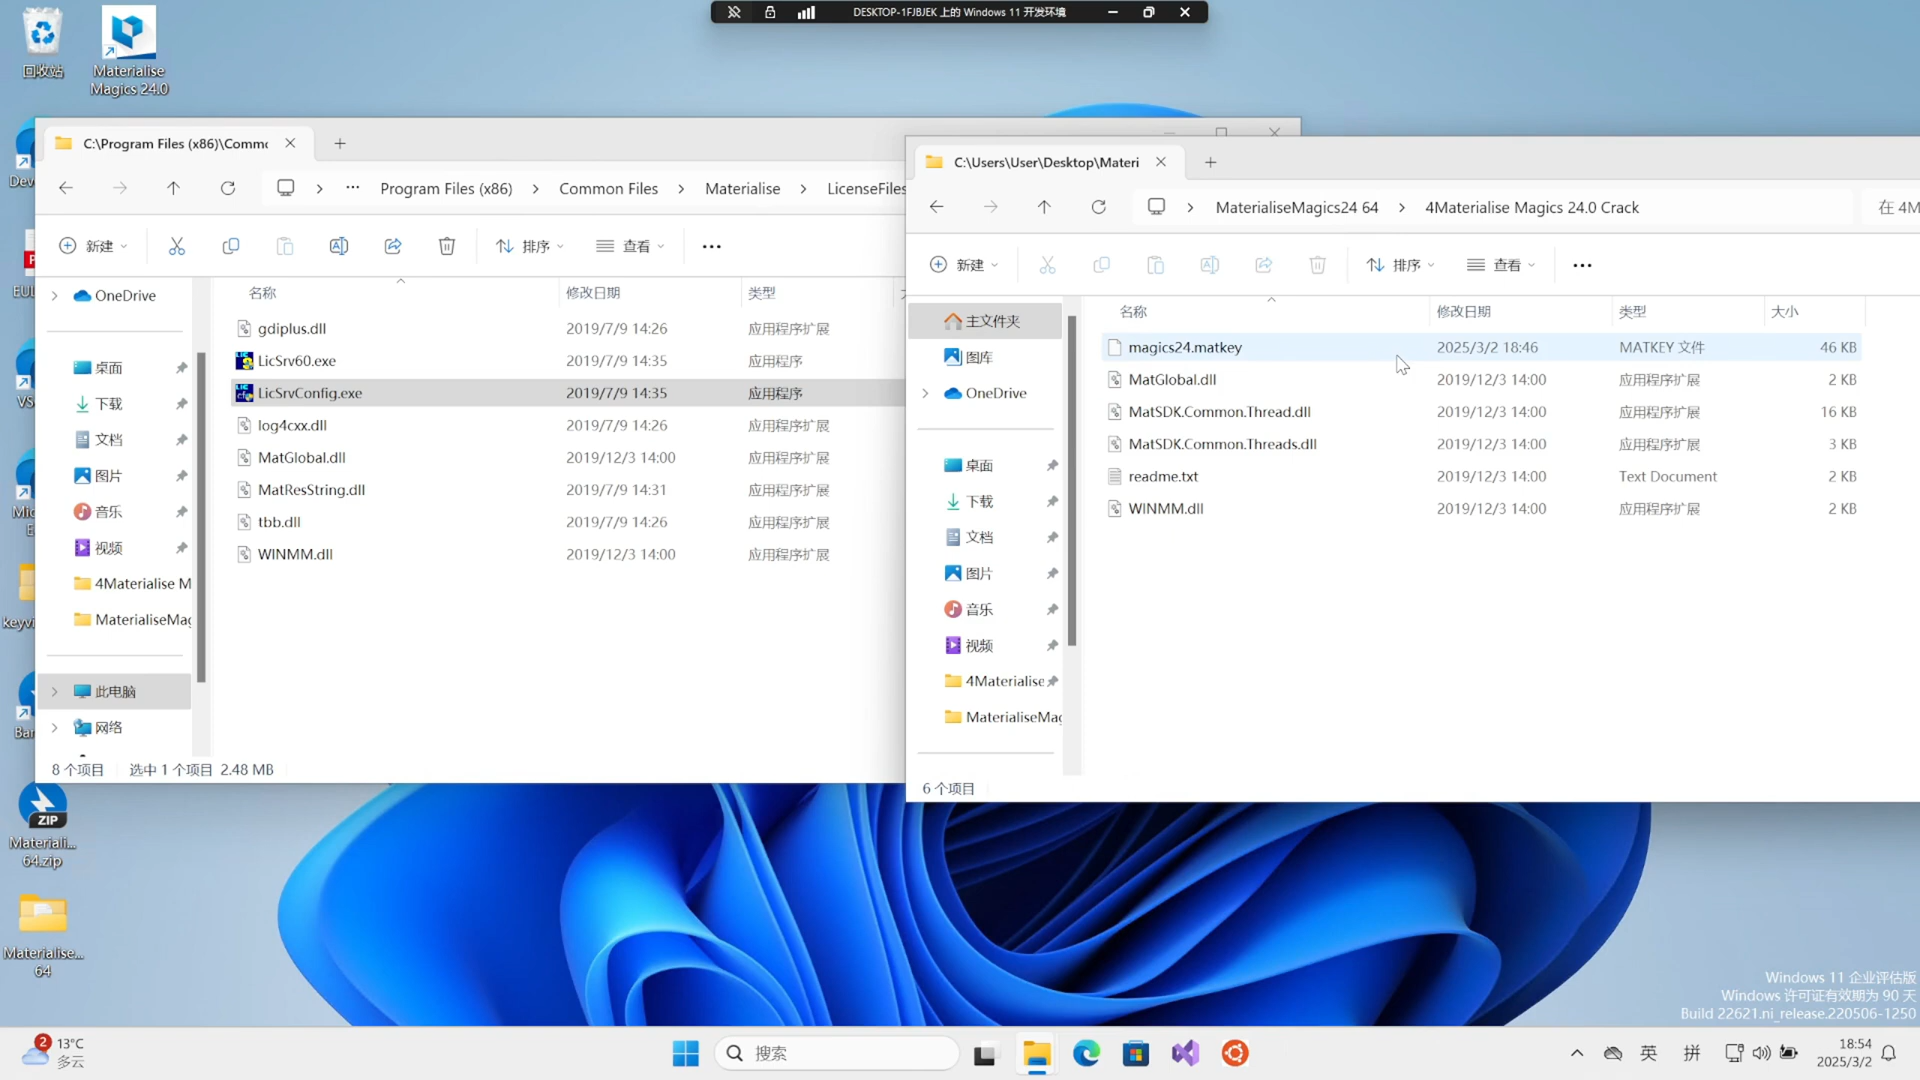 DESKTOP-1FJBJEK 上的 Windows 11 开发环境
回收站
Materialise
Magics 24.0
C:\Program Files (x86)\Commo
Program Files (x86)
Common Files
Materialise
LicenseFiles
新建
排序
查看
OneDrive
桌面
下载
文档
图片
音乐
视频
4Materialise M
MaterialiseMag
此电脑
网络
名称
修改日期
类型
gdiplus.dll
2019/7/9 14:26
应用程序扩展
LicSrv60.exe
2019/7/9 14:35
应用程序
LicSrvConfig.exe
2019/7/9 14:35
应用程序
log4cxx.dll
2019/7/9 14:26
应用程序扩展
MatGlobal.dll
2019/12/3 14:00
应用程序扩展
MatResString.dll
2019/7/9 14:31
应用程序扩展
tbb.dll
2019/7/9 14:26
应用程序扩展
WINMM.dll
2019/12/3 14:00
应用程序扩展
8 个项目
选中 1 个项目 2.48 MB
C:\Users\User\Desktop\Materi
MaterialiseMagics24 64
4Materialise Magics 24.0 Crack
在 4M
新建
排序
查看
主文件夹
图库
OneDrive
桌面
下载
文档
图片
音乐
视频
4Materialise
MaterialiseMag
名称
修改日期
类型
大小
magics24.matkey
2025/3/2 18:46
MATKEY 文件
46 KB
MatGlobal.dll
2019/12/3 14:00
应用程序扩展
2 KB
MatSDK.Common.Thread.dll
2019/12/3 14:00
应用程序扩展
16 KB
MatSDK.Common.Threads.dll
2019/12/3 14:00
应用程序扩展
3 KB
readme.txt
2019/12/3 14:00
Text Document
2 KB
WINMM.dll
2019/12/3 14:00
应用程序扩展
2 KB
6 个项目
ZIP
Materiali...
64.zip
Materialise...
64
Windows 11 企业评估版
Windows 许可证有效期为 90 天
Build 22621.ni_release.220506-1250
2
13°C
多云
搜索
英
拼
18:54
2025/3/2